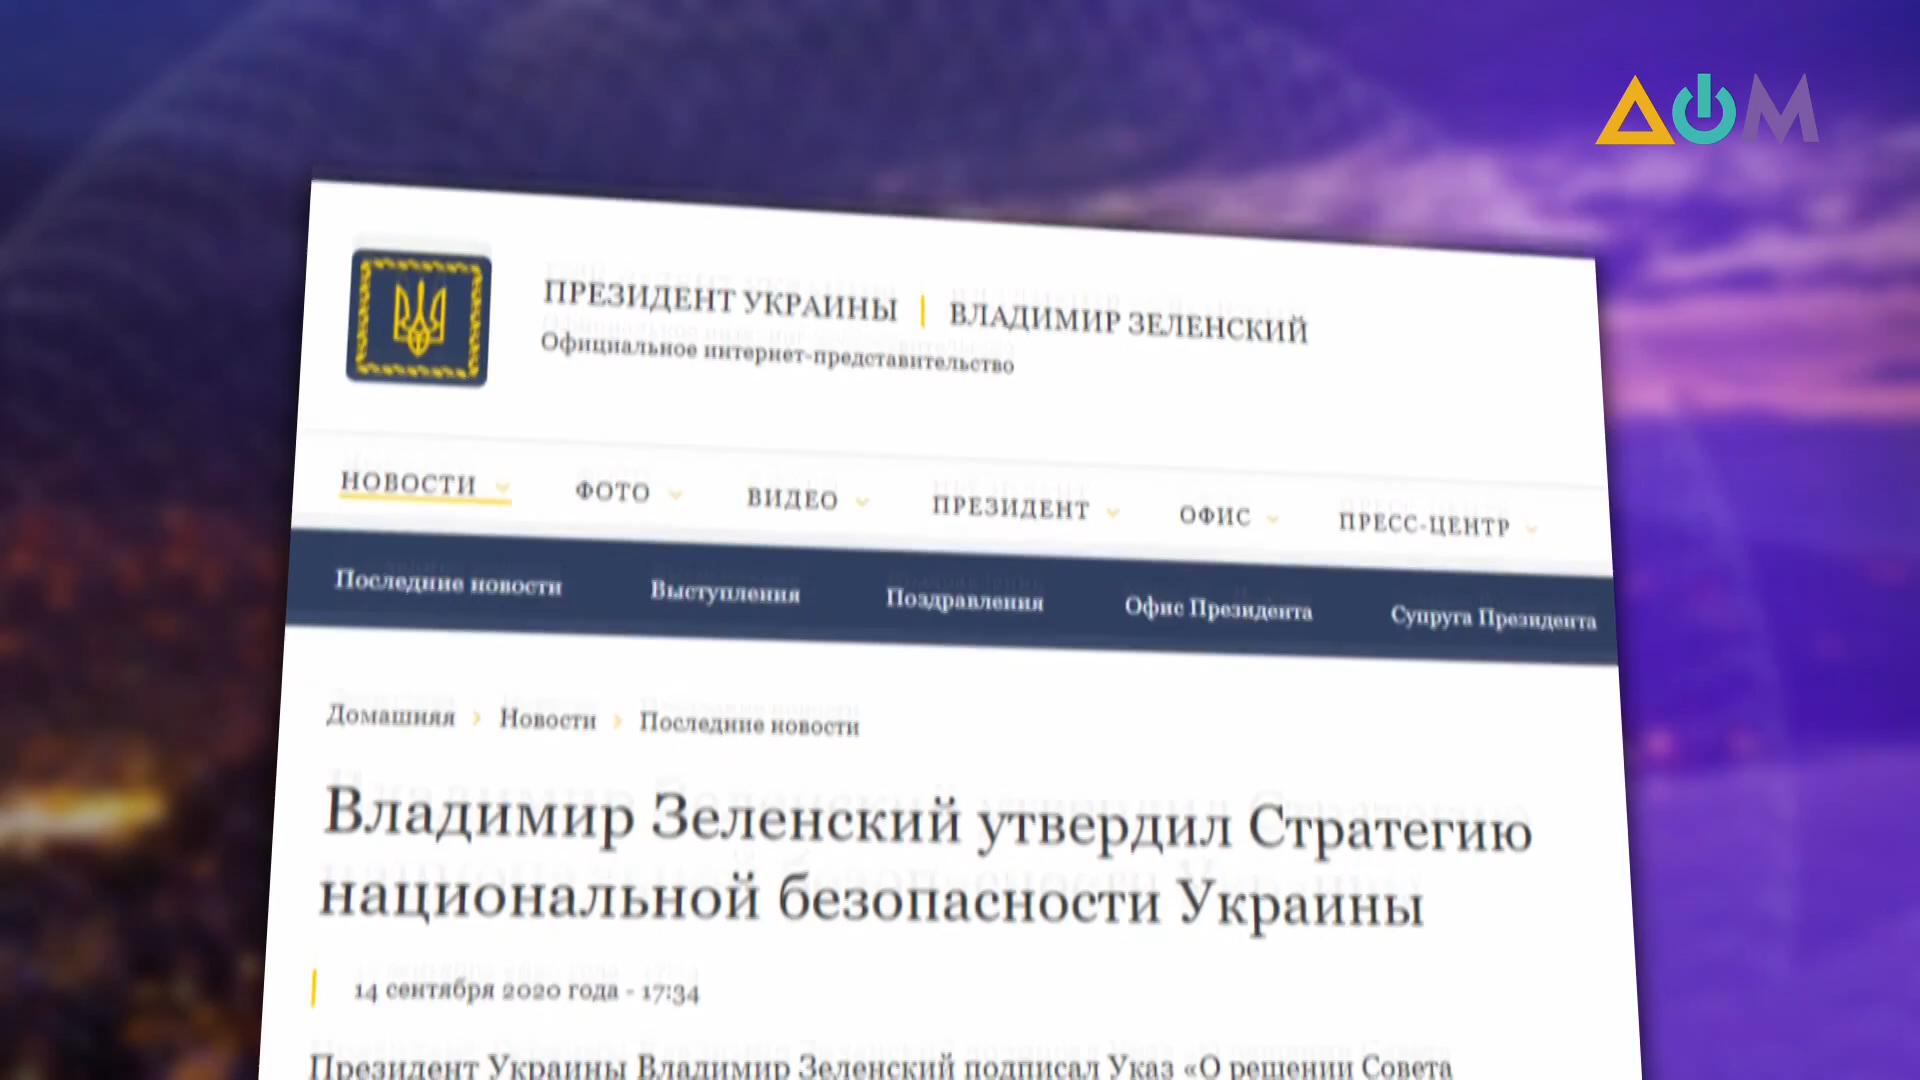 ДОМ
ПРЕЗИДЕНТ УКРАИНЫ | ВЛАДИМИР ЗЕЛЕНСКИЙ
Официальное интернет-представительство
НОВОСТИ ФОТО ВИДЕО ПРЕЗИДЕНТ ОФИС ПРЕСС-ЦЕНТР
Последние новости Выступления Поздравления Офис Президента Супруга Президента
Домашняя › Новости › Последние новости
Владимир Зеленский утвердил Стратегию
национальной безопасности Украины
14 сентября 2020 года - 17:34
Президент Украины Владимир Зеленский подписал Указ «О решении Совета